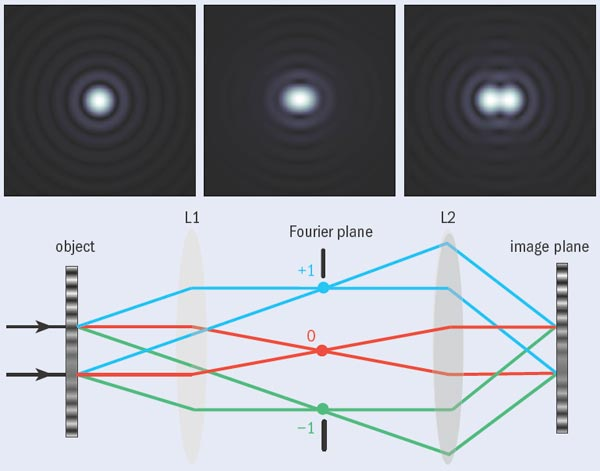 L1
L2
Fourier plane
object
image plane
+1
0
−1